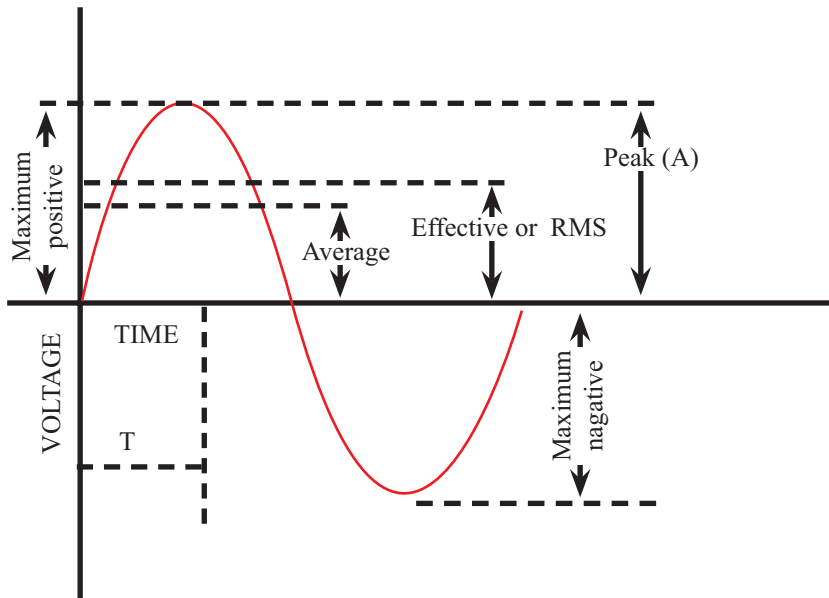 Maximum
positive
Peak (A)
Effective or RMS
Average
TIME
VOLTAGE
T
Maximum
nagative